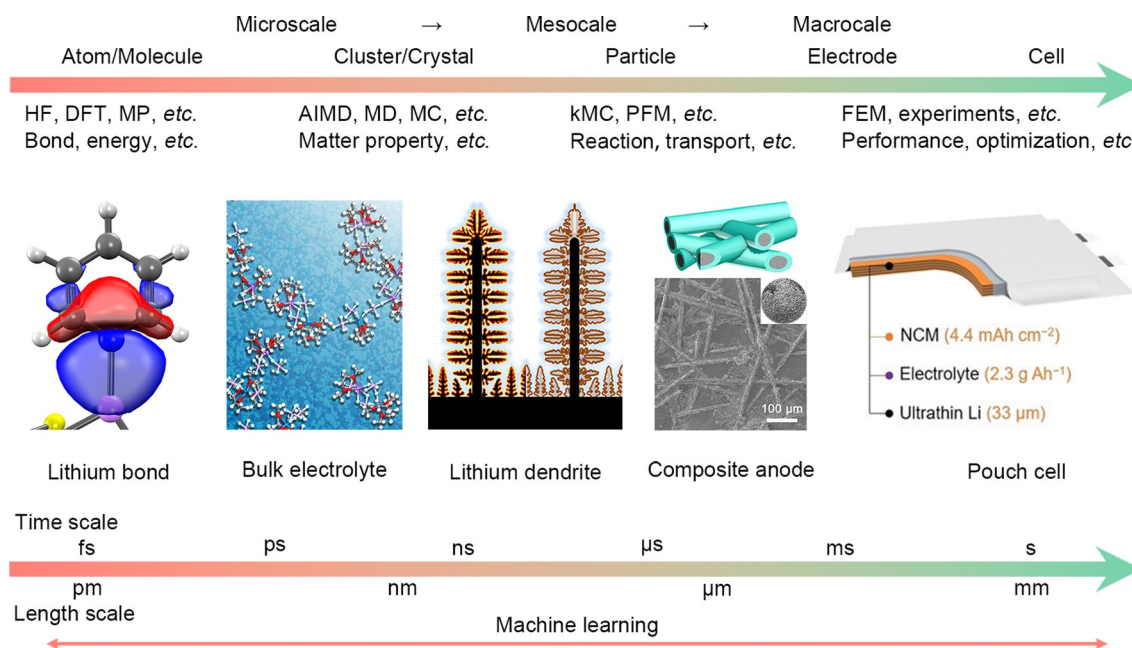 Microscale → Mesocale → Macrocale
Atom/Molecule Cluster/Crystal Particle Electrode Cell
HF, DFT, MP, etc. AIMD, MD, MC, etc. kMC, PFM, etc. FEM, experiments, etc.
Bond, energy, etc. Matter property, etc. Reaction, transport, etc. Performance, optimization, etc
100 μm
NCM (4.4 mAh cm⁻²)
Electrolyte (2.3 g Ah⁻¹)
Ultrathin Li (33 μm)
Lithium bond Bulk electrolyte Lithium dendrite Composite anode Pouch cell
Time scale
fs ps ns μs ms s
pm nm μm mm
Length scale
Machine learning